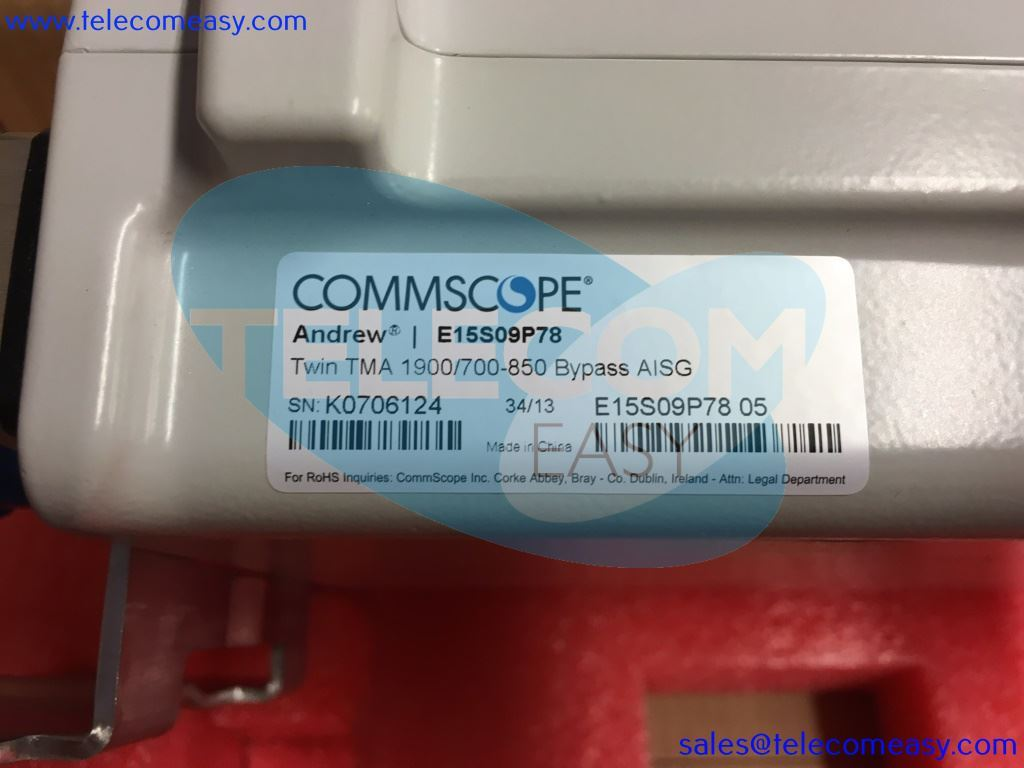 www.telecomeasy.com
COMMSCOPE®
Andrew® | E15S09P78
Twin TMA 1900/700-850 Bypass AISG
SN: K0706124 34/13 E15S09P78 05
Made in China
For RoHS Inquiries: CommScope Inc. Corke Abbey, Bray - Co. Dublin, Ireland - Attn: Legal Department
TELECOM
EASY
sales@telecomeasy.com